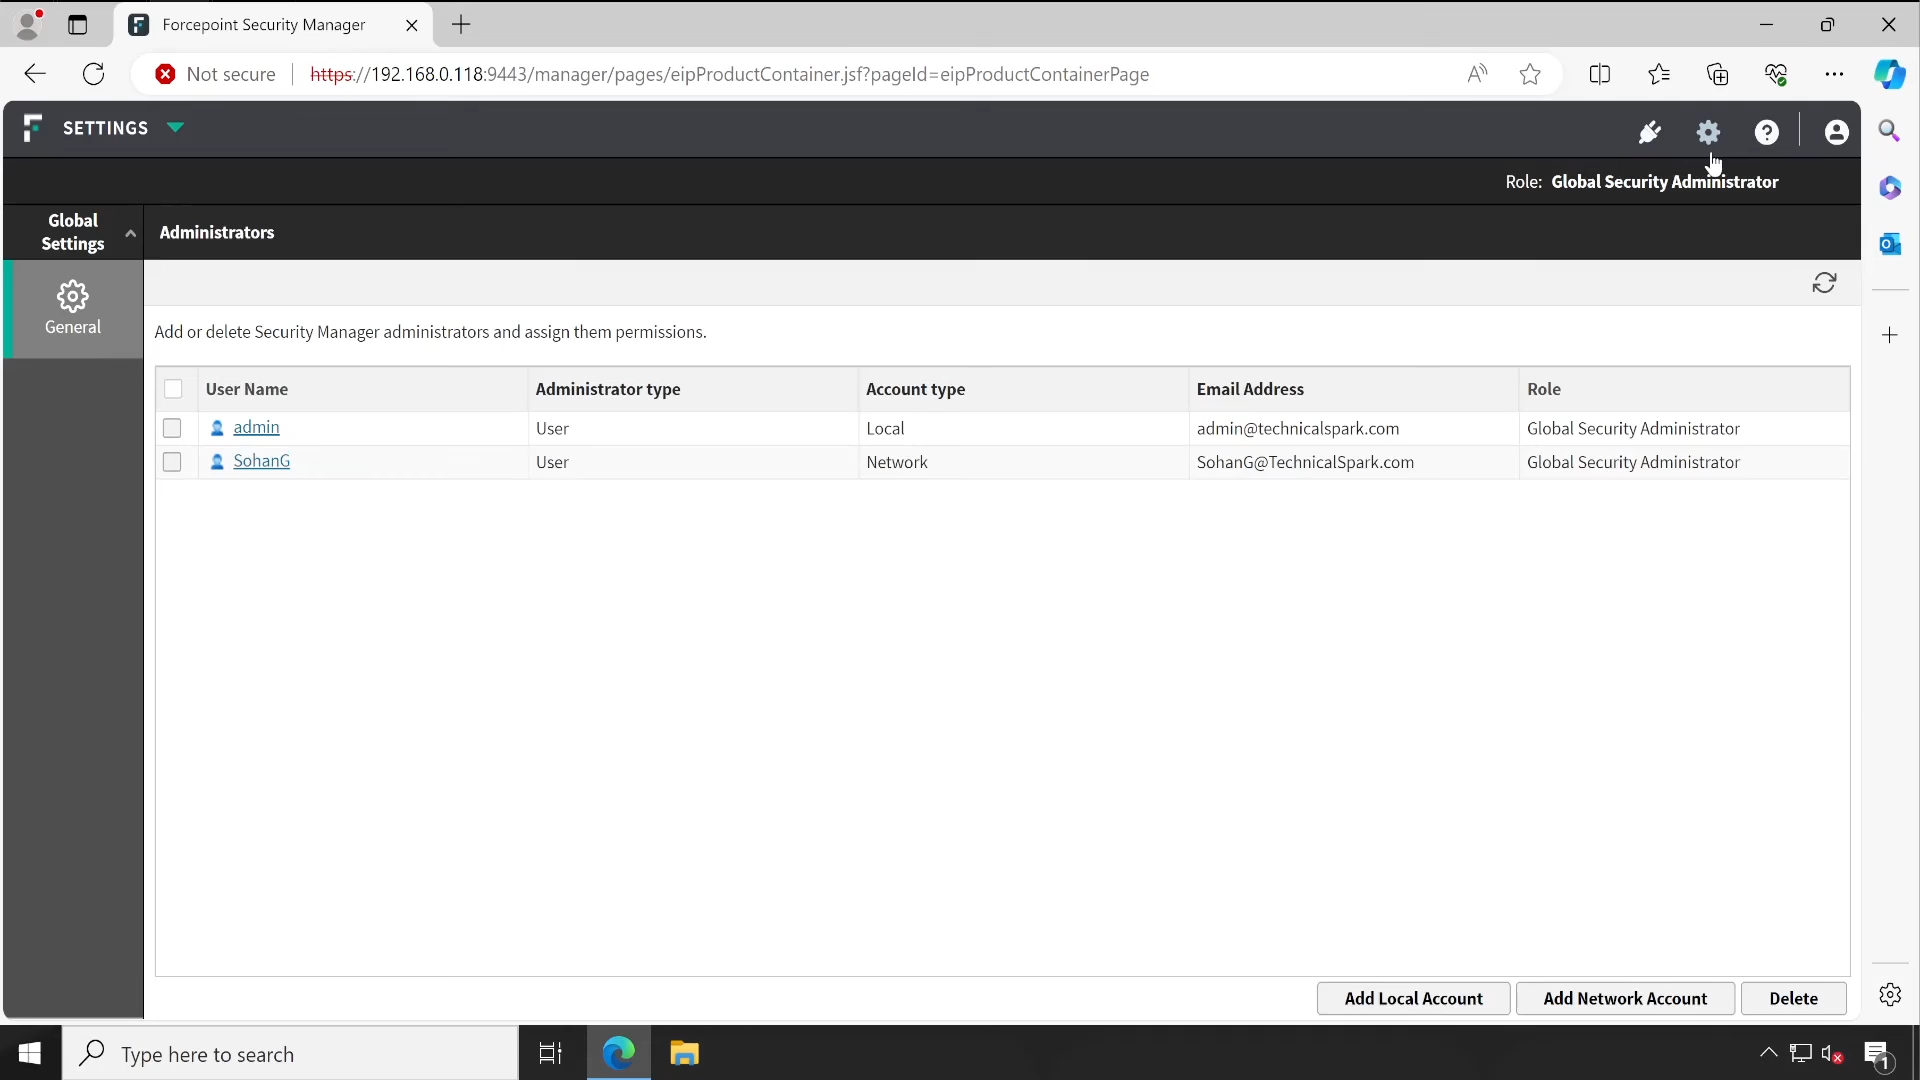 Forcepoint Security Manager
Not secure
https://192.168.0.118:9443/manager/pages/eipProductContainer.jsf?pageId=eipProductContainerPage
SETTINGS
Role: Global Security Administrator
Global
Settings
Administrators
General
Add or delete Security Manager administrators and assign them permissions.
User Name Administrator type Account type Email Address Role
admin User Local admin@technicalspark.com Global Security Administrator
SohanG User Network SohanG@TechnicalSpark.com Global Security Administrator
Add Local Account Add Network Account Delete
Type here to search
1